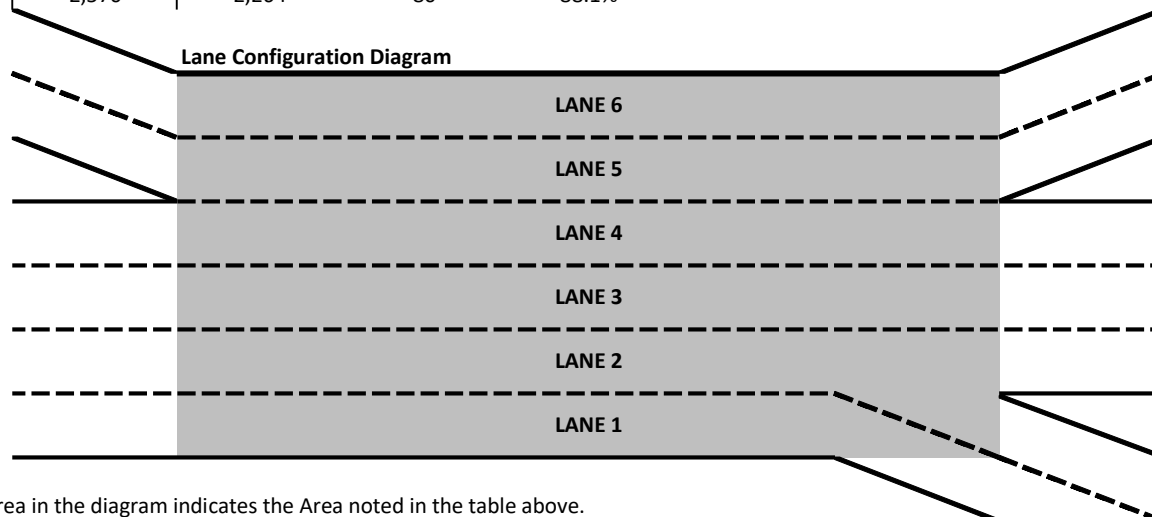 Lane Configuration Diagram
LANE 6
LANE 5
LANE 4
LANE 3
LANE 2
LANE 1
rea in the diagram indicates the Area noted in the table above.